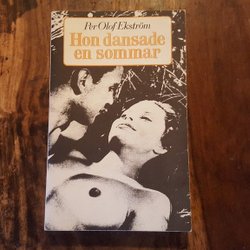 Per Olof Ekström
Hon dansade
en sommar